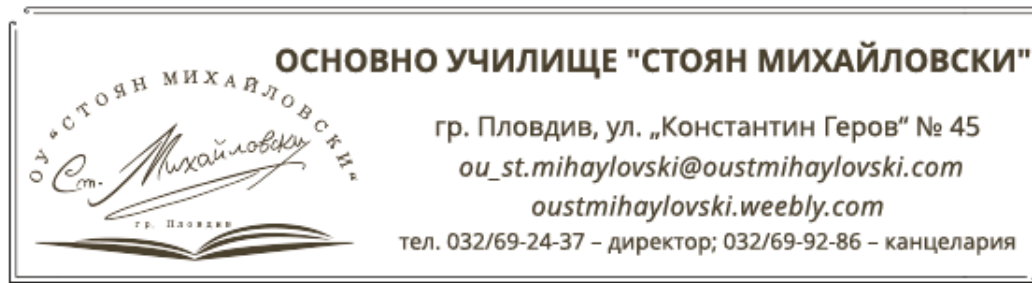 ОУ "СТОЯН МИХАЙЛОВСКИ"
Ст. Михайловски
гр. Пловдив
ОСНОВНО УЧИЛИЩЕ "СТОЯН МИХАЙЛОВСКИ"
гр. Пловдив, ул. „Константин Геров“ № 45
ou_st.mihaylovski@oustmihaylovski.com
oustmihaylovski.weebly.com
тел. 032/69-24-37 – директор; 032/69-92-86 – канцелария